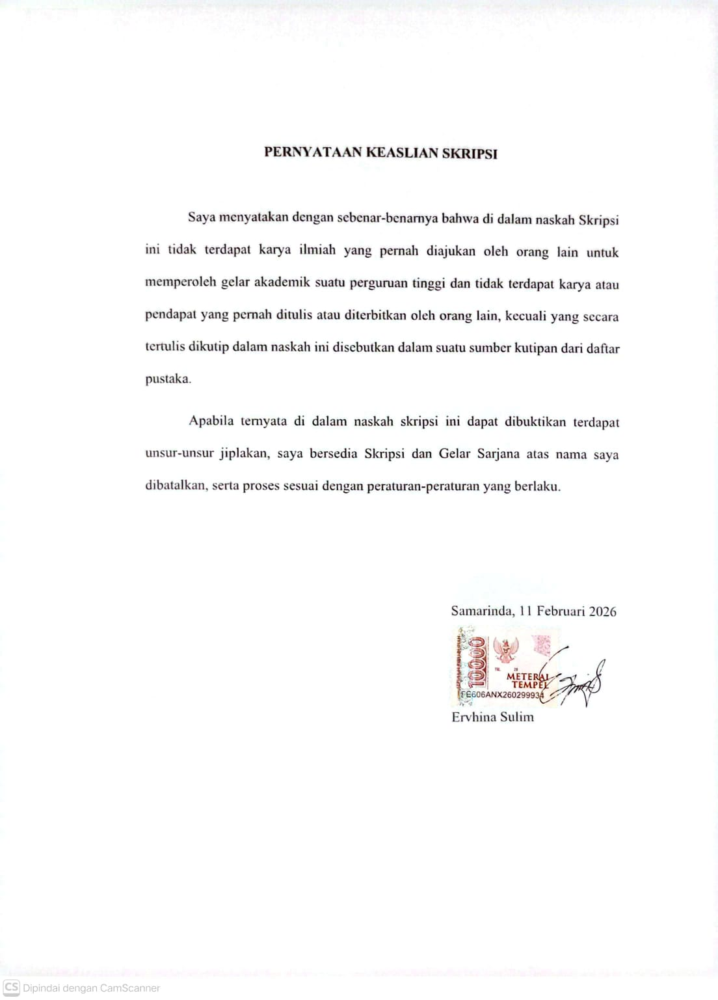 PERNYATAAN KEASLIAN SKRIPSI
Saya menyatakan dengan sebenar-benarnya bahwa di dalam naskah Skripsi
ini tidak terdapat karya ilmiah yang pernah diajukan oleh orang lain untuk
memperoleh gelar akademik suatu perguruan tinggi dan tidak terdapat karya atau
pendapat yang pernah ditulis atau diterbitkan oleh orang lain, kecuali yang secara
tertulis dikutip dalam naskah ini disebutkan dalam suatu sumber kutipan dari daftar
pustaka.
Apabila ternyata di dalam naskah skripsi ini dapat dibuktikan terdapat
unsur-unsur jiplakan, saya bersedia Skripsi dan Gelar Sarjana atas nama saya
dibatalkan, serta proses sesuai dengan peraturan-peraturan yang berlaku.
Samarinda, 11 Februari 2026
10000
METERAI
TEMPEL
606ANX260299934
Ervhina Sulim
CS Dipindai dengan CamScanner